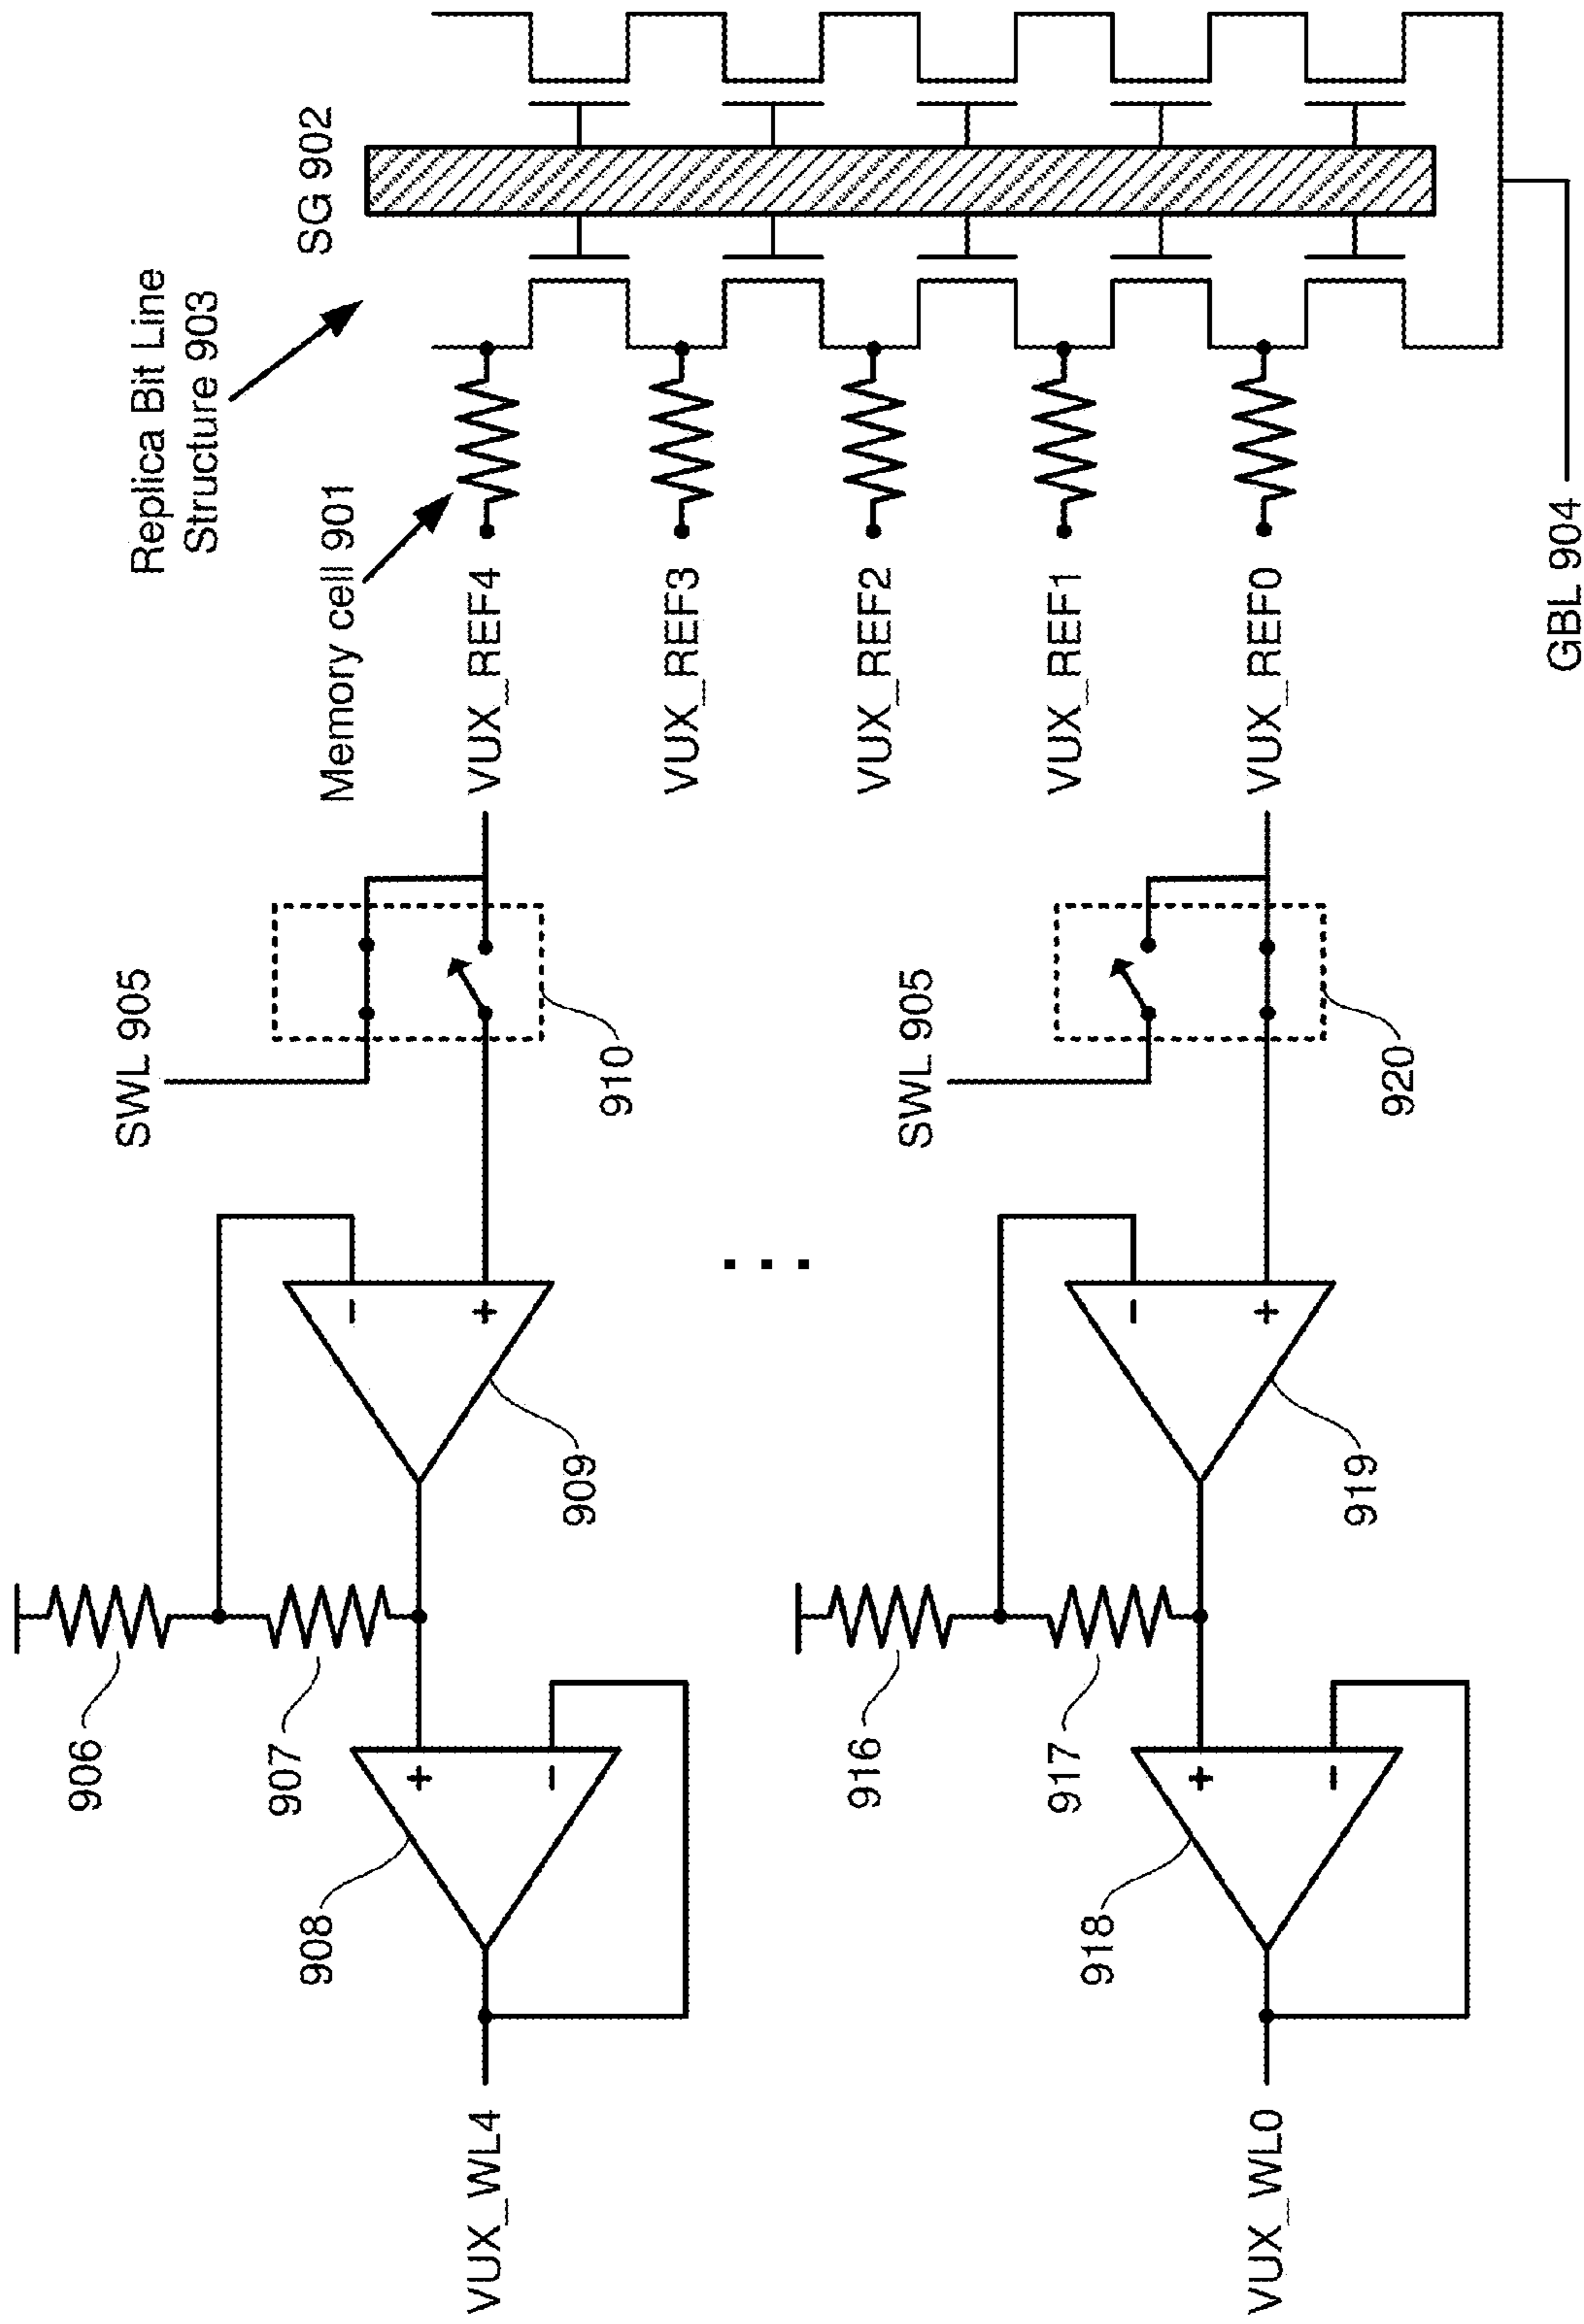 Replica Bit Line
Structure 903
SG 902
Memory cell 901
VUX_REF4
VUX_REF3
VUX_REF2
VUX_REF1
VUX_REF0
GBL 904
SWL 905
910
SWL 905
920
-
+
909
. . .
-
+
919
906
907
+
-
908
916
917
+
-
918
VUX_WL4
VUX_WL0